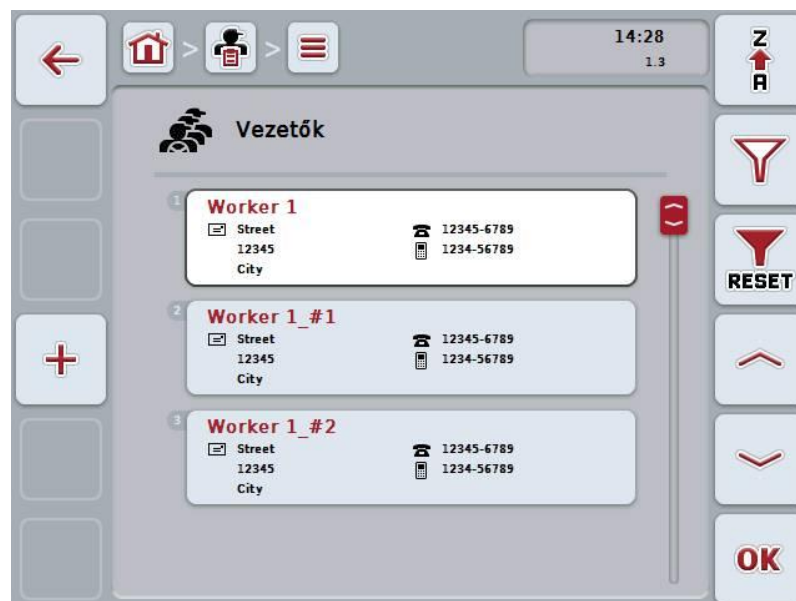 14:28
1.3
Z
A
Vezetők
1
Worker 1
Street 12345-6789
12345 1234-56789
City
RESET
2
Worker 1_#1
Street 12345-6789
12345 1234-56789
City
3
Worker 1_#2
Street 12345-6789
12345 1234-56789
City
OK